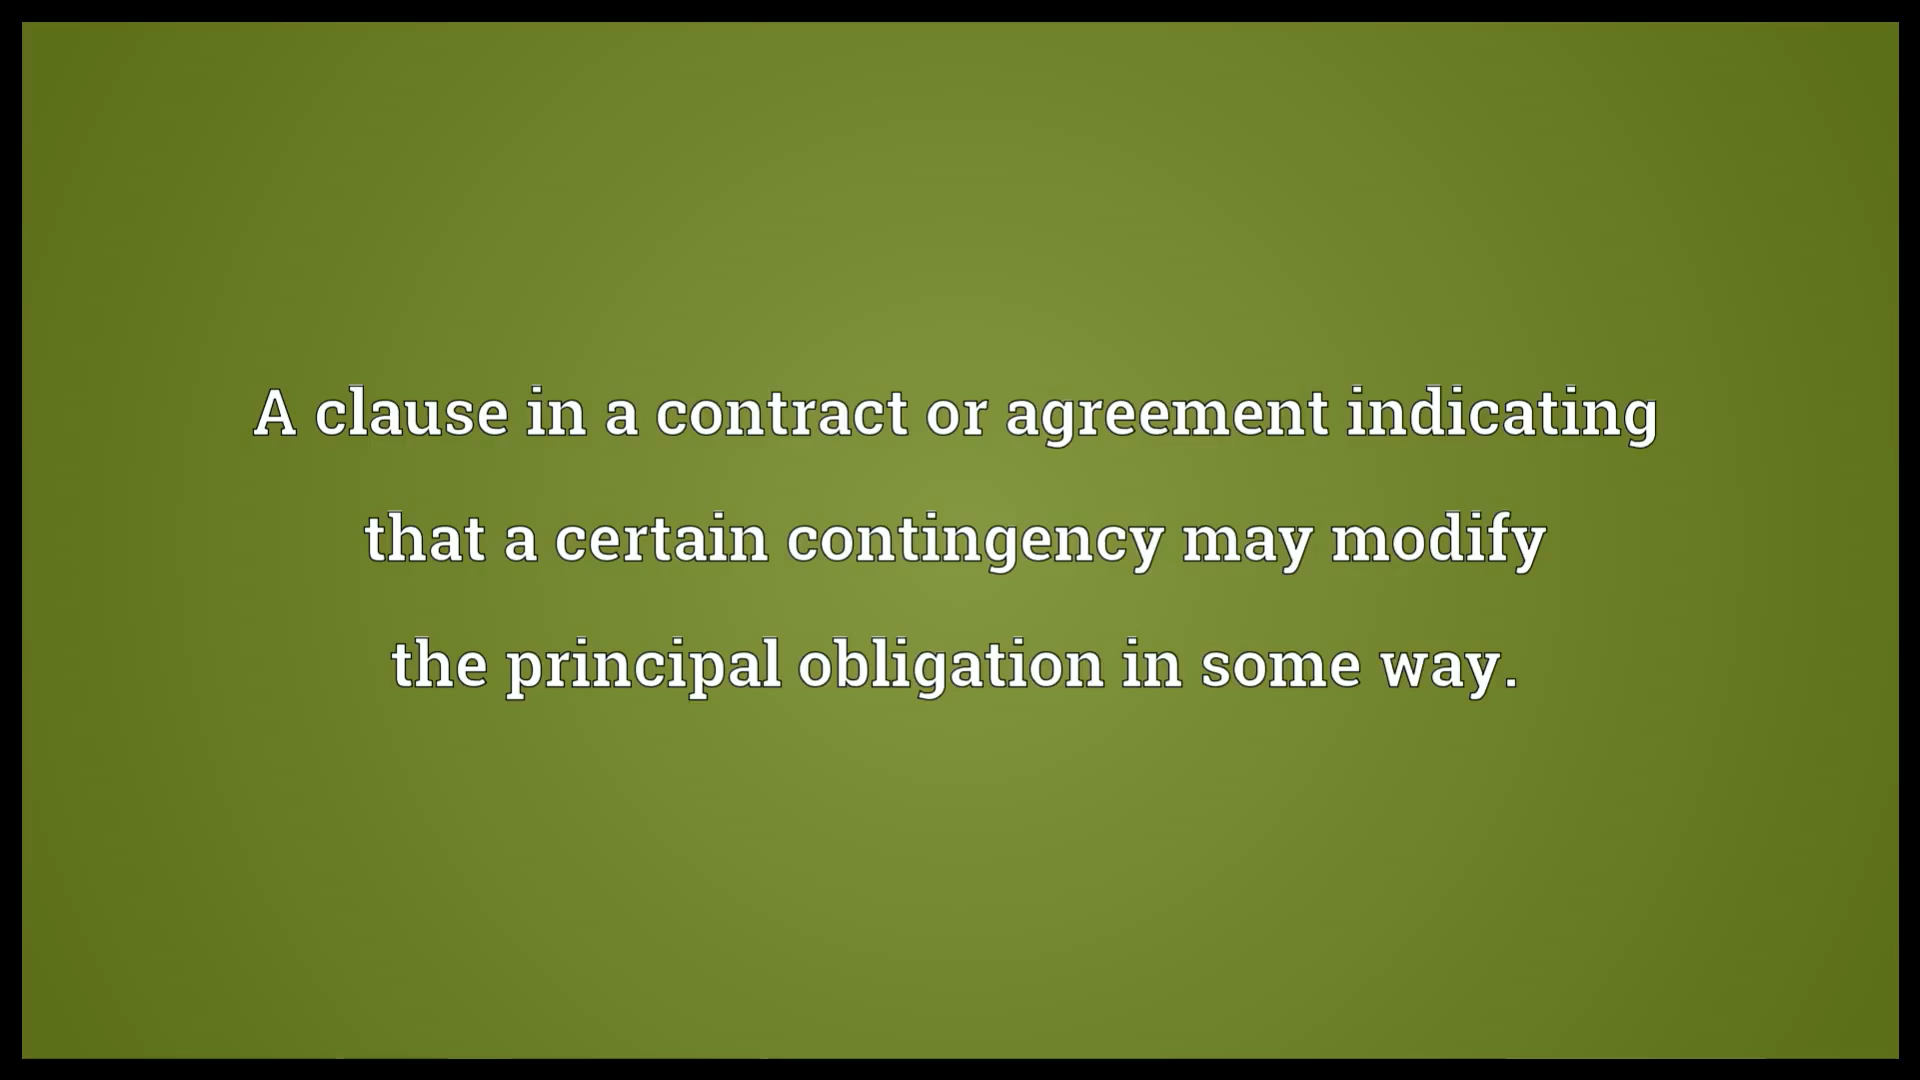 A clause in a contract or agreement indicating
that a certain contingency may modify
the principal obligation in some way.